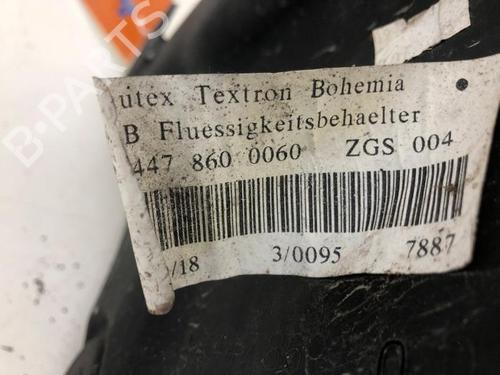 utex Textron Bohemia
B Fluessigkeitsbehaelter
447 860 0060 ZGS 004
/18 3/0095 7887
B-PARTS